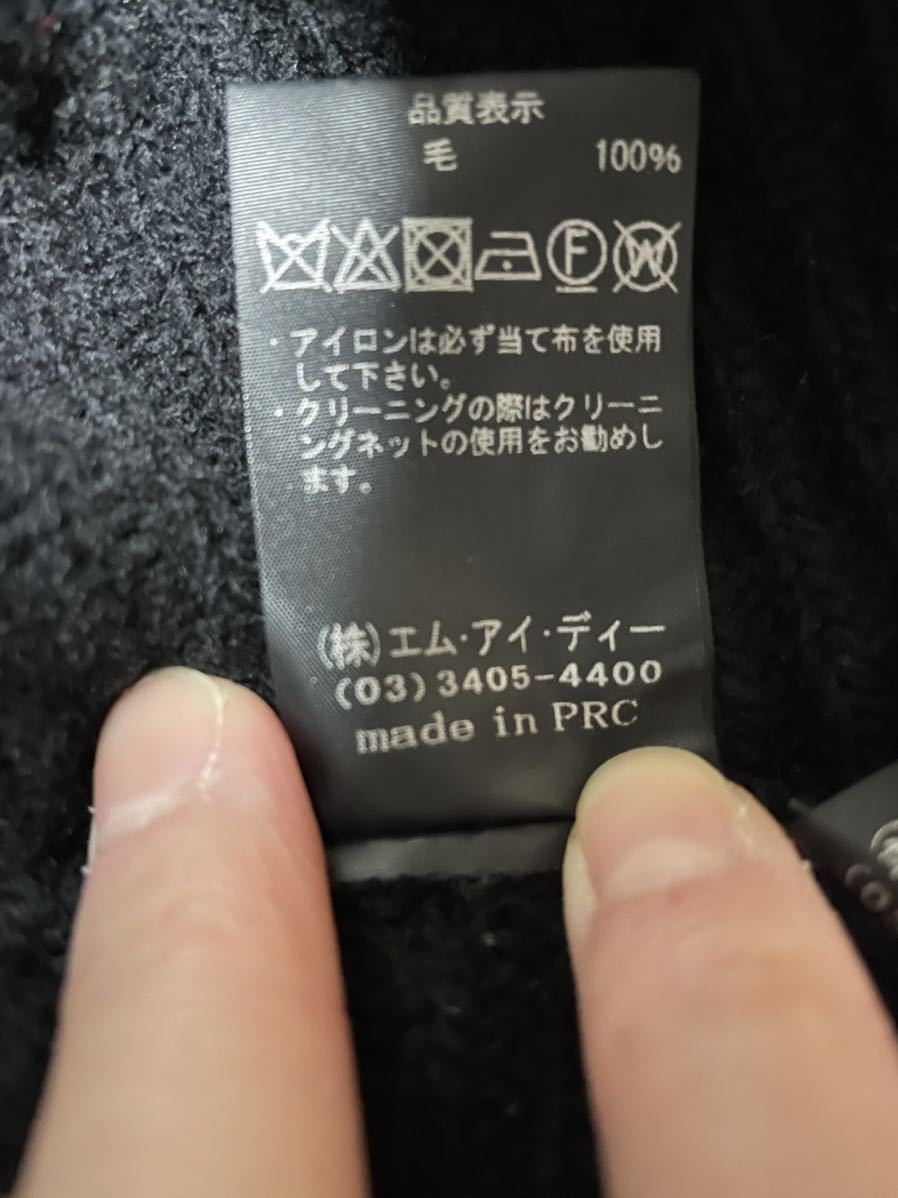 品質表示
毛 100%
F W
・アイロンは必ず当て布を使用
して下さい。
・クリーニングの際はクリーニ
ングネットの使用をお勧めし
ます。
(株)エム・アイ・ディー
(03)3405-4400
made in PRC